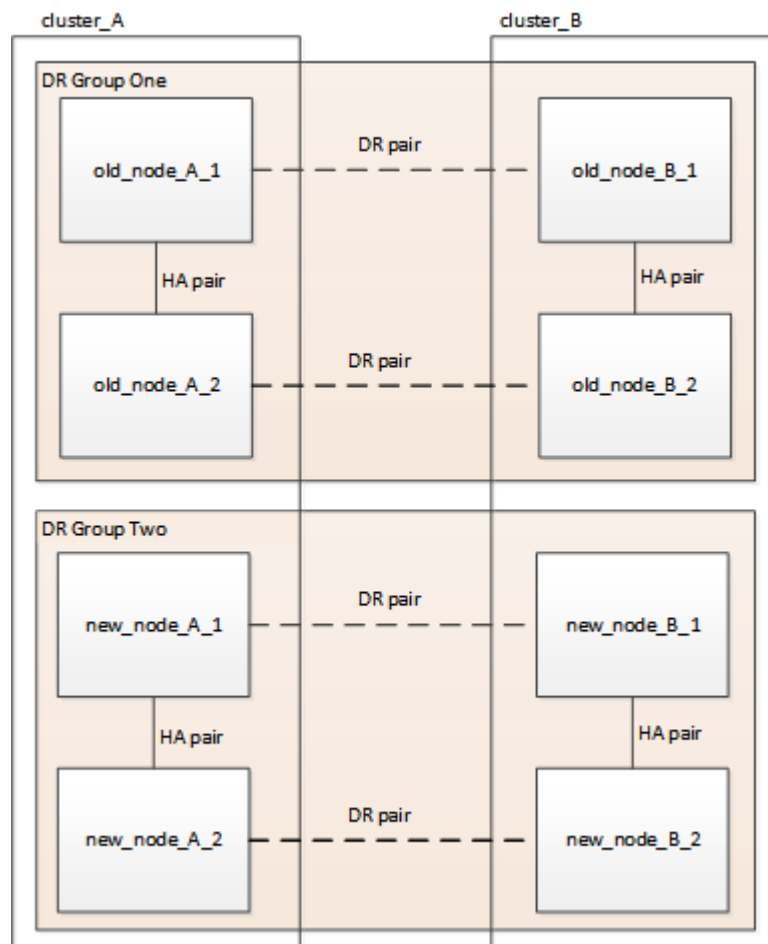 cluster_A
cluster_B
DR Group One
old_node_A_1
DR pair
old_node_B_1
HA pair
HA pair
old_node_A_2
DR pair
old_node_B_2
DR Group Two
new_node_A_1
DR pair
new_node_B_1
HA pair
HA pair
new_node_A_2
DR pair
new_node_B_2